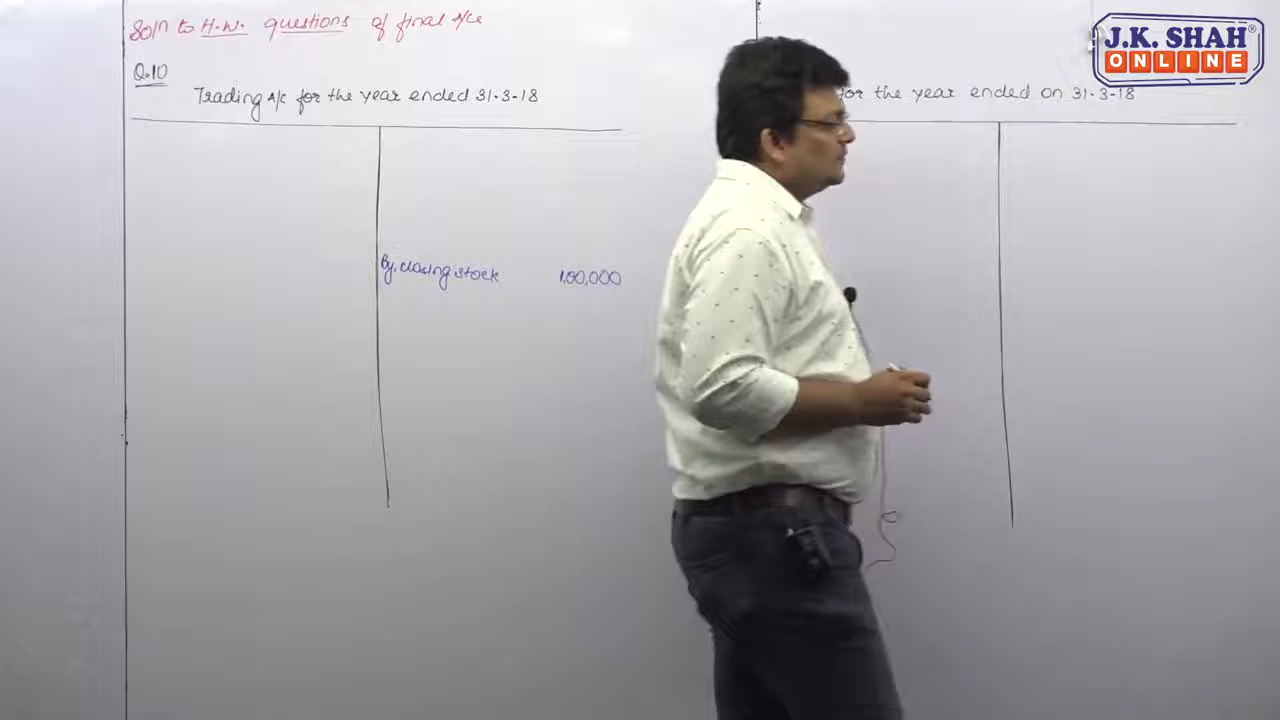 Soln to H.W. questions of final A/cs
Q.10
Trading A/c for the year ended 31-3-18
for the year ended on 31-3-18
By, closing stock 1,00,000
J.K. SHAH®
ONLINE